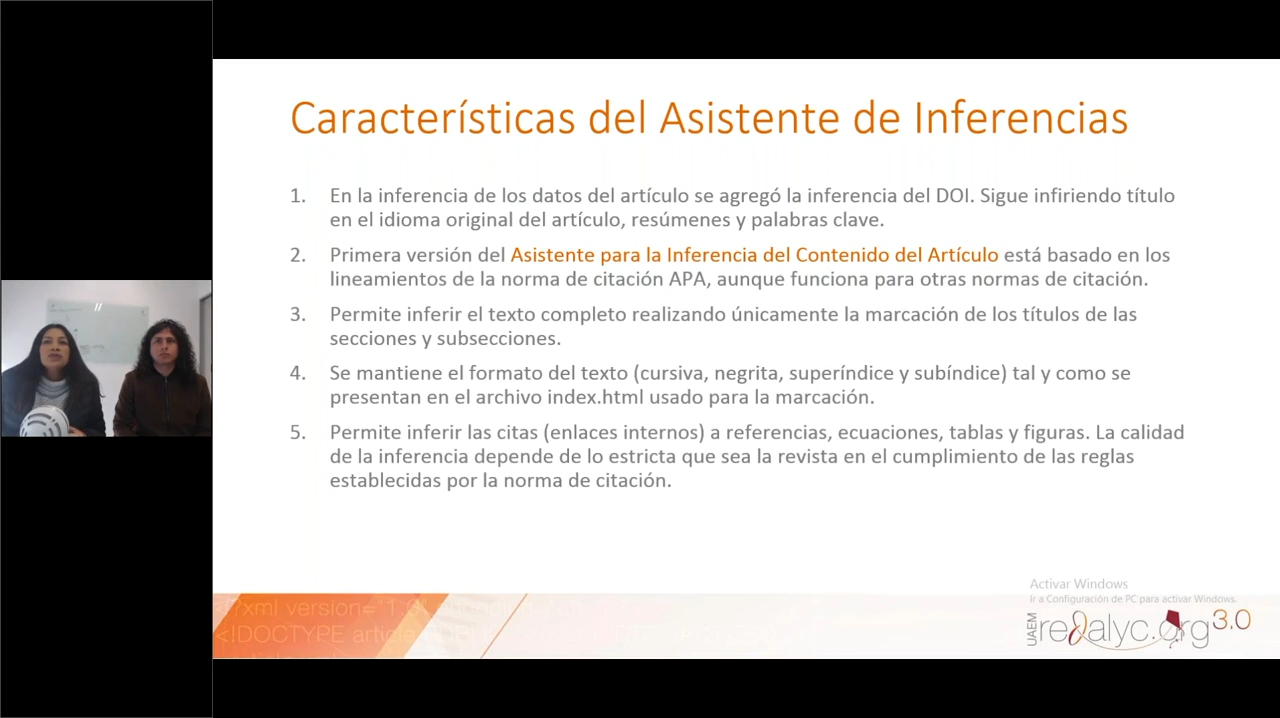 Características del Asistente de Inferencias
1. En la inferencia de los datos del artículo se agregó la inferencia del DOI. Sigue infiriendo título
en el idioma original del artículo, resúmenes y palabras clave.
2. Primera versión del Asistente para la Inferencia del Contenido del Artículo está basado en los
lineamientos de la norma de citación APA, aunque funciona para otras normas de citación.
3. Permite inferir el texto completo realizando únicamente la marcación de los títulos de las
secciones y subsecciones.
4. Se mantiene el formato del texto (cursiva, negrita, superíndice y subíndice) tal y como se
presentan en el archivo index.html usado para la marcación.
5. Permite inferir las citas (enlaces internos) a referencias, ecuaciones, tablas y figuras. La calidad
de la inferencia depende de lo estricta que sea la revista en el cumplimiento de las reglas
establecidas por la norma de citación.
Activar Windows
Ir a Configuración de PC para activar Windows.
<?xml version="1.0"
<!DOCTYPE article
UAEM redalyc.org 3.0